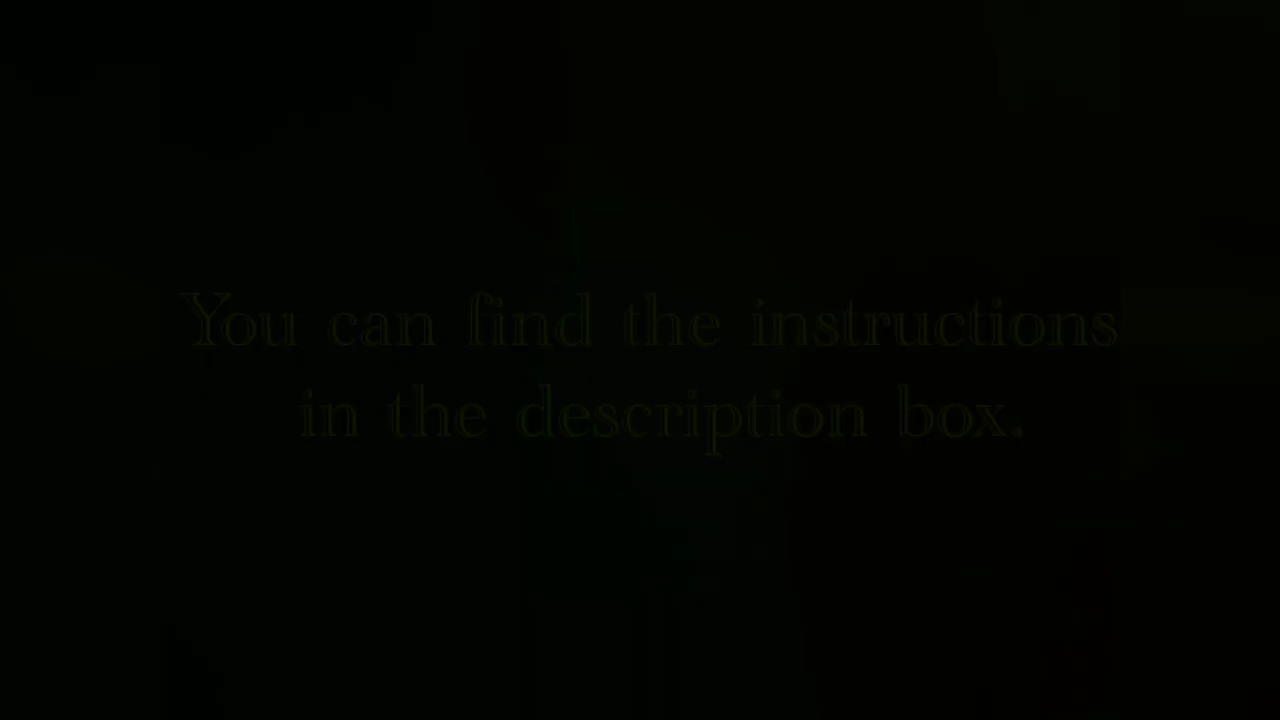 You can find the instructions
in the description box.